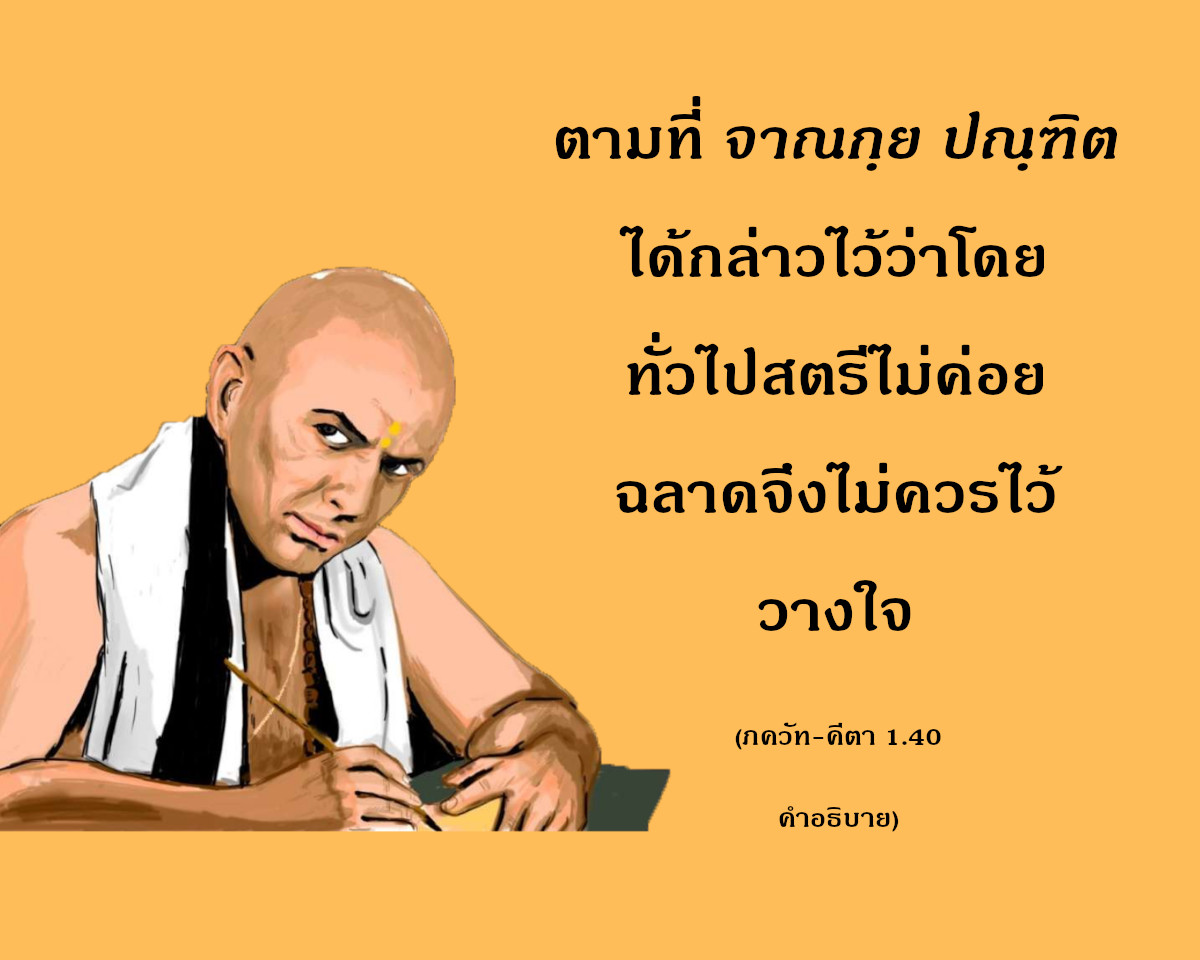 ตามที่ จาณกฺย ปณฺฑิต
ได้กล่าวไว้ว่าโดย
ทั่วไปสตรีไม่ค่อย
ฉลาดจึงไม่ควรไว้
วางใจ
(ภควัท-คีตา 1.40
คำอธิบาย)